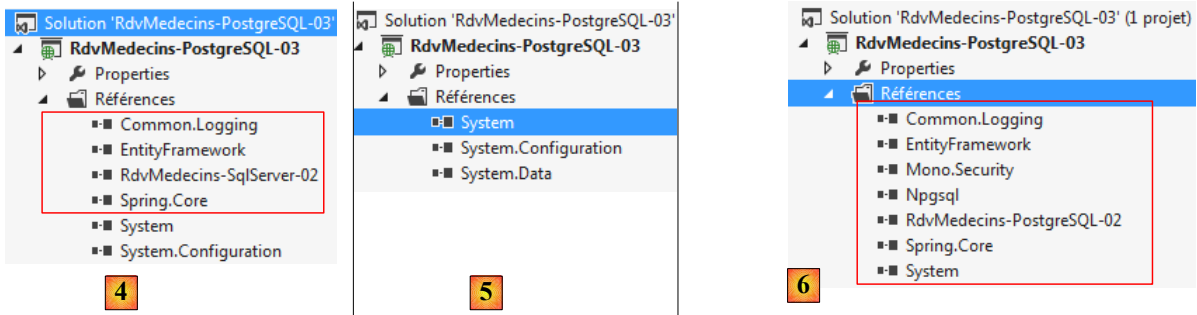 Solution 'RdvMedecins-PostgreSQL-03'
RdvMedecins-PostgreSQL-03
Properties
Références
Common.Logging
EntityFramework
RdvMedecins-SqlServer-02
Spring.Core
System
System.Configuration
4
Solution 'RdvMedecins-PostgreSQL-03'
RdvMedecins-PostgreSQL-03
Properties
Références
System
System.Configuration
System.Data
5
Solution 'RdvMedecins-PostgreSQL-03' (1 projet)
RdvMedecins-PostgreSQL-03
Properties
Références
Common.Logging
EntityFramework
Mono.Security
Npgsql
RdvMedecins-PostgreSQL-02
Spring.Core
System
6